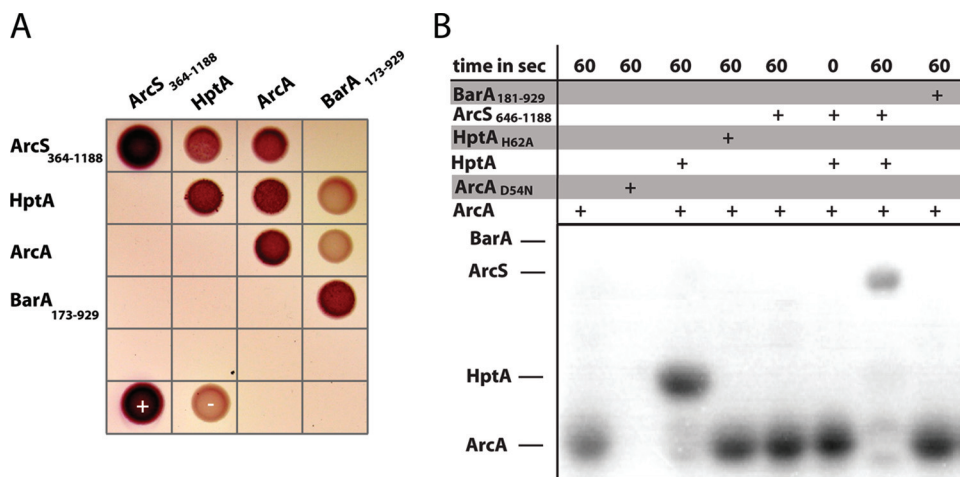 A
ArcS 364-1188 HptA ArcA BarA 173-929
ArcS 364-1188
HptA
ArcA
BarA 173-929
+ -
B
time in sec 60 60 60 60 60 0 60 60
BarA 181-929 +
ArcS 646-1188 + + +
HptA H62A +
HptA + + +
ArcA D54N +
ArcA + + + + + + +
BarA
ArcS
HptA
ArcA